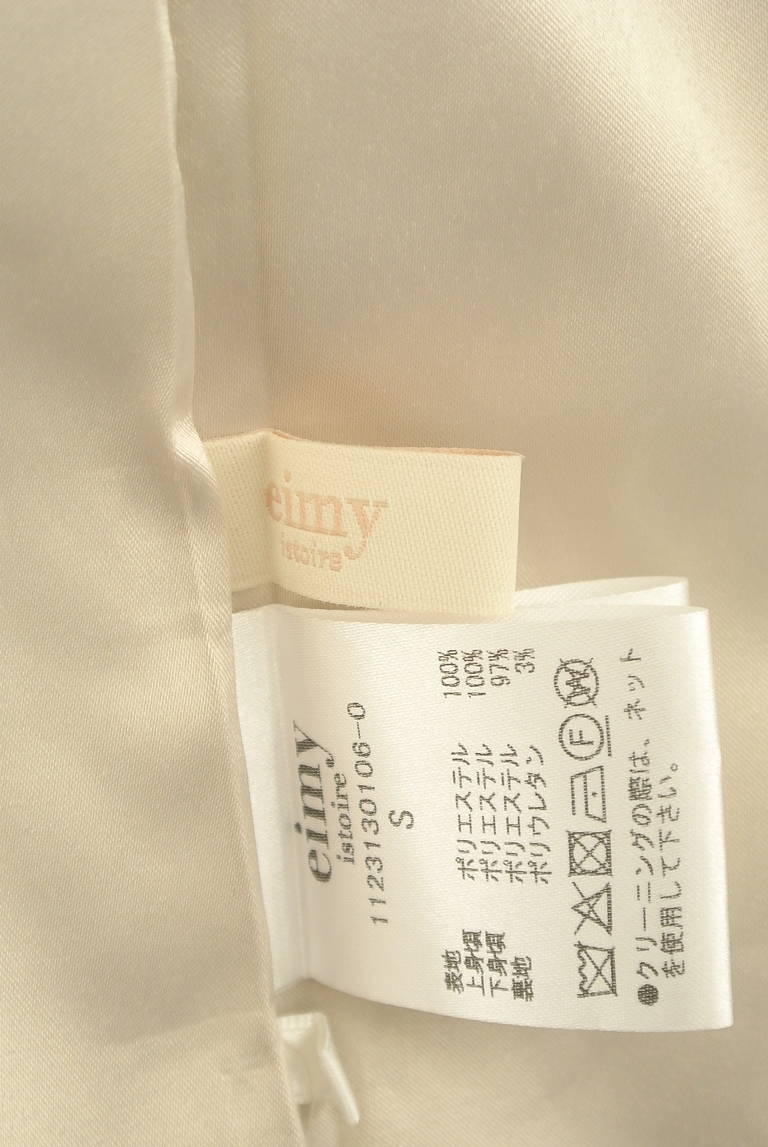 eimy
istoire
eimy
istoire
1123130106-0
S
表地 ポリエステル 100%
上身頃 ポリエステル 100%
下身頃 ポリエステル 97%
裏地 ポリウレタン 3%
●クリーニングの際は、ネット
を使用して下さい。